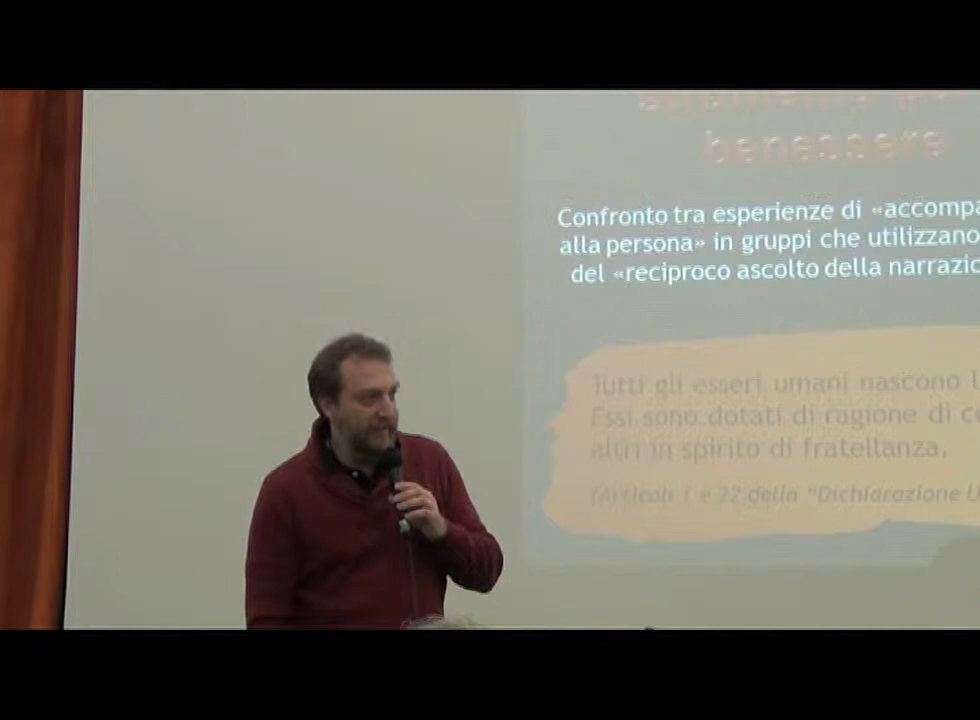 benessere
Confronto tra esperienze di «accompa
alla persona» in gruppi che utilizzano
del «reciproco ascolto della narrazio
Tutti gli esseri umani nascono l
Essi sono dotati di ragione di co
altri in spirito di fratellanza.
(Articoli 1 e 22 della "Dichiarazione U